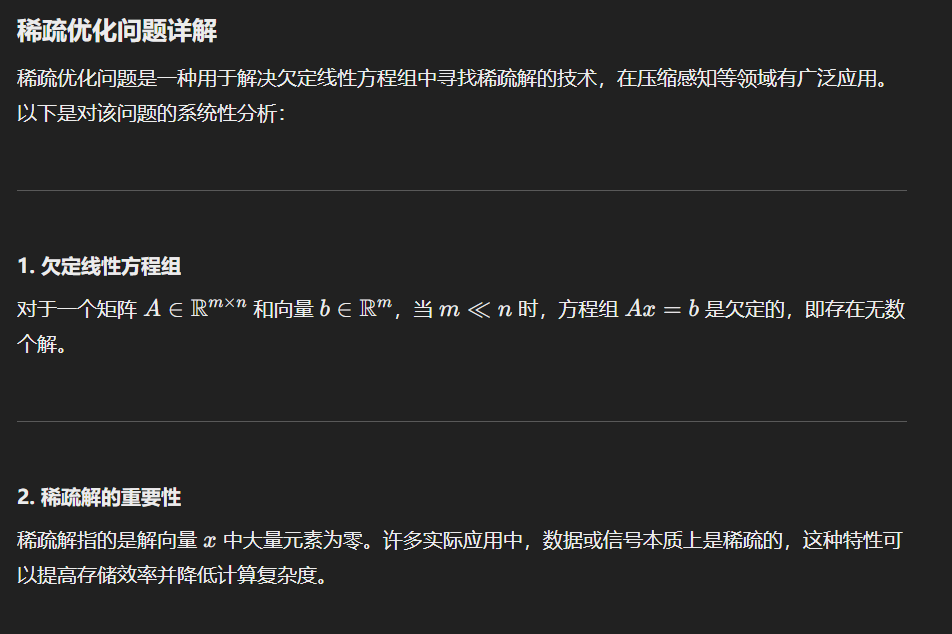 稀疏优化问题详解
稀疏优化问题是一种用于解决欠定线性方程组中寻找稀疏解的技术，在压缩感知等领域有广泛应用。
以下是对该问题的系统性分析：
1. 欠定线性方程组
对于一个矩阵 A ∈ ℝ^{m×n} 和向量 b ∈ ℝ^m，当 m ≪ n 时，方程组 Ax = b 是欠定的，即存在无数
个解。
2. 稀疏解的重要性
稀疏解指的是解向量 x 中大量元素为零。许多实际应用中，数据或信号本质上是稀疏的，这种特性可
以提高存储效率并降低计算复杂度。